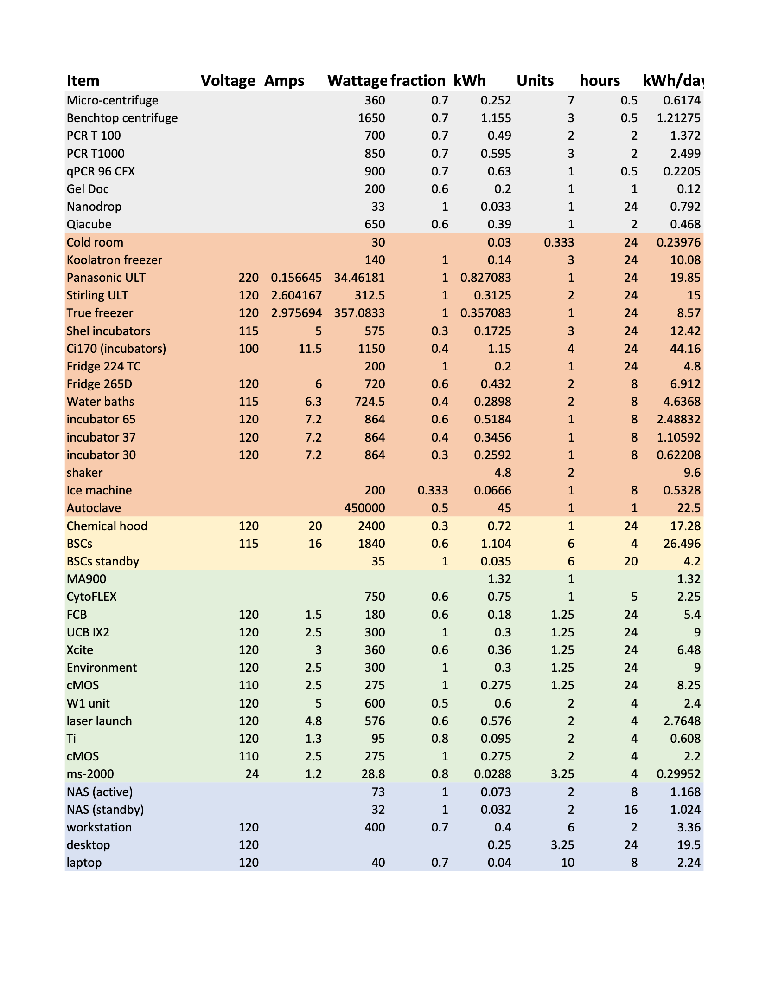 Item Voltage Amps Wattage fraction kWh Units hours kWh/day
Micro-centrifuge 360 0.7 0.252 7 0.5 0.6174
Benchtop centrifuge 1650 0.7 1.155 3 0.5 1.21275
PCR T 100 700 0.7 0.49 2 2 1.372
PCR T1000 850 0.7 0.595 3 2 2.499
qPCR 96 CFX 900 0.7 0.63 1 0.5 0.2205
Gel Doc 200 0.6 0.2 1 1 0.12
Nanodrop 33 1 0.033 1 24 0.792
Qiacube 650 0.6 0.39 1 2 0.468
Cold room 30 0.03 0.333 24 0.23976
Koolatron freezer 140 1 0.14 3 24 10.08
Panasonic ULT 220 0.156645 34.46181 1 0.827083 1 24 19.85
Stirling ULT 120 2.604167 312.5 1 0.3125 2 24 15
True freezer 120 2.975694 357.0833 1 0.357083 1 24 8.57
Shel incubators 115 5 575 0.3 0.1725 3 24 12.42
Ci170 (incubators) 100 11.5 1150 0.4 1.15 4 24 44.16
Fridge 224 TC 200 1 0.2 1 24 4.8
Fridge 265D 120 6 720 0.6 0.432 2 8 6.912
Water baths 115 6.3 724.5 0.4 0.2898 2 8 4.6368
incubator 65 120 7.2 864 0.6 0.5184 1 8 2.48832
incubator 37 120 7.2 864 0.4 0.3456 1 8 1.10592
incubator 30 120 7.2 864 0.3 0.2592 1 8 0.62208
shaker 4.8 2 9.6
Ice machine 200 0.333 0.0666 1 8 0.5328
Autoclave 450000 0.5 45 1 1 22.5
Chemical hood 120 20 2400 0.3 0.72 1 24 17.28
BSCs 115 16 1840 0.6 1.104 6 4 26.496
BSCs standby 35 1 0.035 6 20 4.2
MA900 1.32 1 1.32
CytoFLEX 750 0.6 0.75 1 5 2.25
FCB 120 1.5 180 0.6 0.18 1.25 24 5.4
UCB IX2 120 2.5 300 1 0.3 1.25 24 9
Xcite 120 3 360 0.6 0.36 1.25 24 6.48
Environment 120 2.5 300 1 0.3 1.25 24 9
cMOS 110 2.5 275 1 0.275 1.25 24 8.25
W1 unit 120 5 600 0.5 0.6 2 4 2.4
laser launch 120 4.8 576 0.6 0.576 2 4 2.7648
Ti 120 1.3 95 0.8 0.095 2 4 0.608
cMOS 110 2.5 275 1 0.275 2 4 2.2
ms-2000 24 1.2 28.8 0.8 0.0288 3.25 4 0.29952
NAS (active) 73 1 0.073 2 8 1.168
NAS (standby) 32 1 0.032 2 16 1.024
workstation 120 400 0.7 0.4 6 2 3.36
desktop 120 0.25 3.25 24 19.5
laptop 120 40 0.7 0.04 10 8 2.24